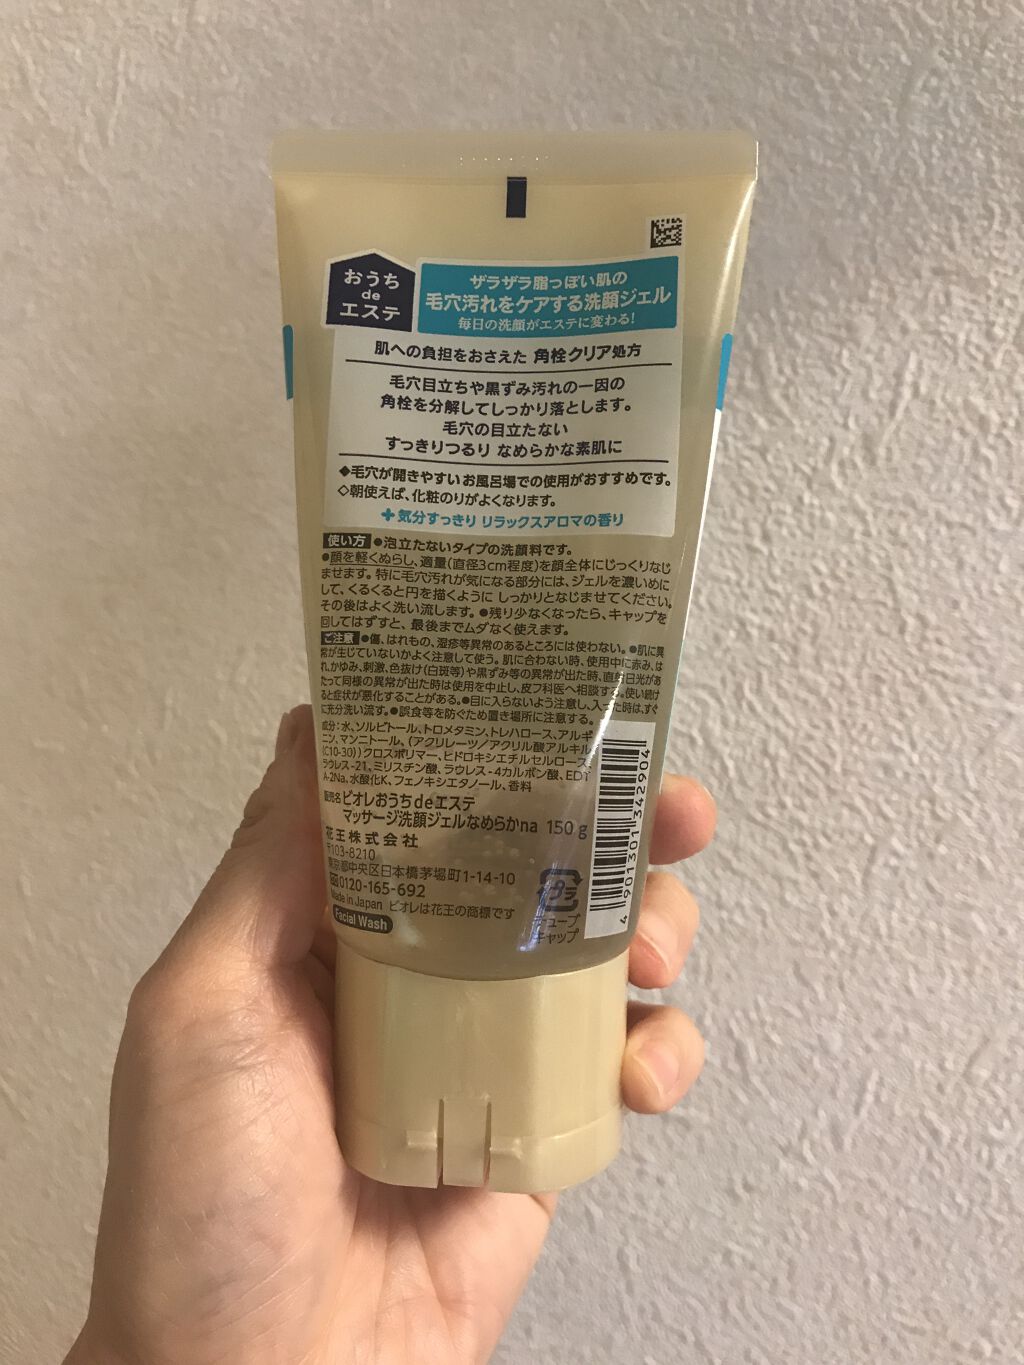 おうち
de
エステ
ザラザラ脂っぽい肌の
毛穴汚れをケアする洗顔ジェル
毎日の洗顔がエステに変わる!
肌への負担をおさえた 角栓クリア処方
毛穴目立ちや黒ずみ汚れの一因の
角栓を分解してしっかり落とします。
毛穴の目立たない
すっきりつるり なめらかな素肌に
◆毛穴が開きやすいお風呂場での使用がおすすめです。
◇朝使えば、化粧のりがよくなります。
+気分すっきり リラックスアロマの香り
使い方 ●泡立たないタイプの洗顔料です。
●顔を軽くぬらし、適量(直径3cm程度)を顔全体にじっくりなじ
ませます。特に毛穴汚れが気になる部分には、ジェルを濃いめに
して、くるくると円を描くように しっかりとなじませてください。
その後はよく洗い流します。●残り少なくなったら、キャップを
回してはずすと、最後までムダなく使えます。
ご注意 ●傷、はれもの、湿疹等異常のあるところには使わない。●肌に異
常が生じていないかよく注意して使う。肌に合わない時、使用中に赤み、は
れ、かゆみ、刺激、色抜け(白斑等)や黒ずみ等の異常が出た時、直射日光があ
たって同様の異常が出た時は使用を中止し、皮フ科医へ相談する。使い続け
ると症状が悪化することがある。●目に入らないよう注意し、入った時は、すぐ
に充分洗い流す。●誤食等を防ぐため置き場所に注意する。
成分:水、ソルビトール、トロメタミン、トレハロース、アルギ
ニン、マンニトール、(アクリレーツ/アクリル酸アルキル
(C10-30))クロスポリマー、ヒドロキシエチルセルロース、
ラウレス-21、ミリスチン酸、ラウレス-4カルボン酸、EDT
A-2Na、水酸化K、フェノキシエタノール、香料
販売名 ビオレおうちdeエステ
マッサージ洗顔ジェルなめらかna 150g
花王株式会社
〒103-8210
東京都中央区日本橋茅場町1-14-10
0120-165-692
Made in Japan ビオレは花王の商標です
Facial Wash
プラ
チューブ
キャップ
4 901301 342904